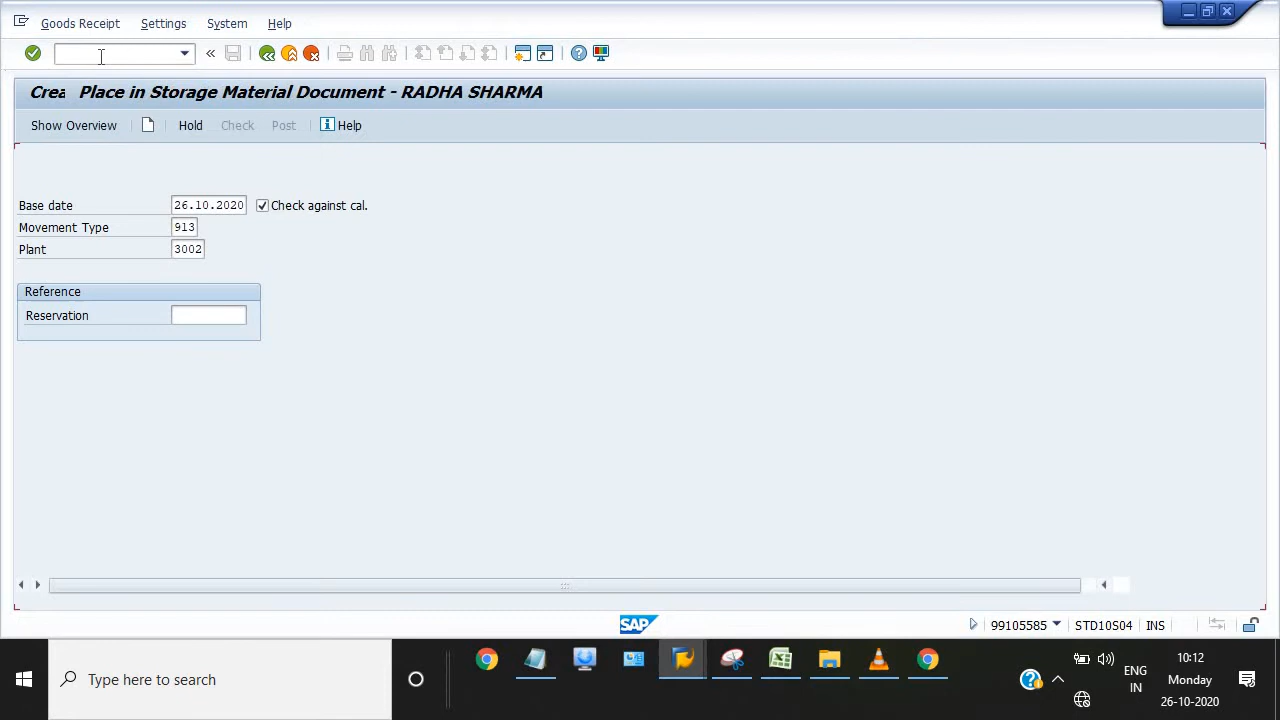 Goods Receipt Settings System Help
Crea Place in Storage Material Document - RADHA SHARMA
Show Overview Hold Check Post Help
Base date 26.10.2020 Check against cal.
Movement Type 913
Plant 3002
Reference
Reservation
SAP 99105585 STD10S04 INS
Type here to search
ENG
IN
10:12
Monday
26-10-2020